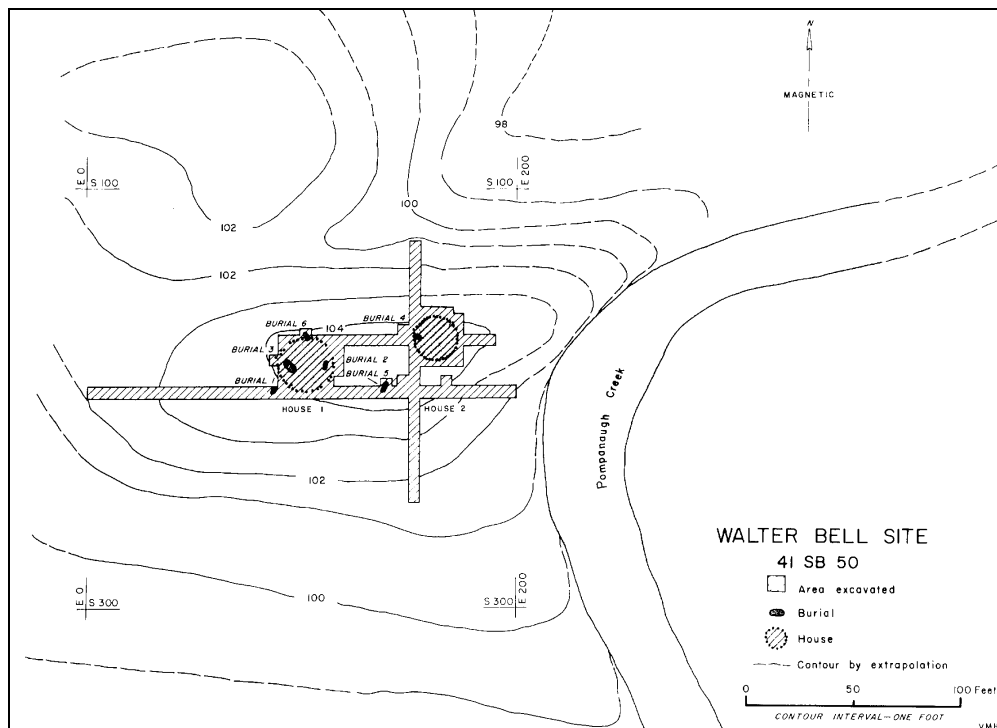 N
MAGNETIC
98
E 0
S 100
S 100
E 200
100
102
102
BURIAL 6
104
BURIAL 4
BURIAL 3
BURIAL 2
BURIAL 1
BURIAL 5
HOUSE 1
HOUSE 2
102
Pompanaugh Creek
E 0
S 300
100
S 300
E 200
WALTER BELL SITE
41 SB 50
Area excavated
Burial
House
Contour by extrapolation
0 50 100 Feet
CONTOUR INTERVAL—ONE FOOT
VMH